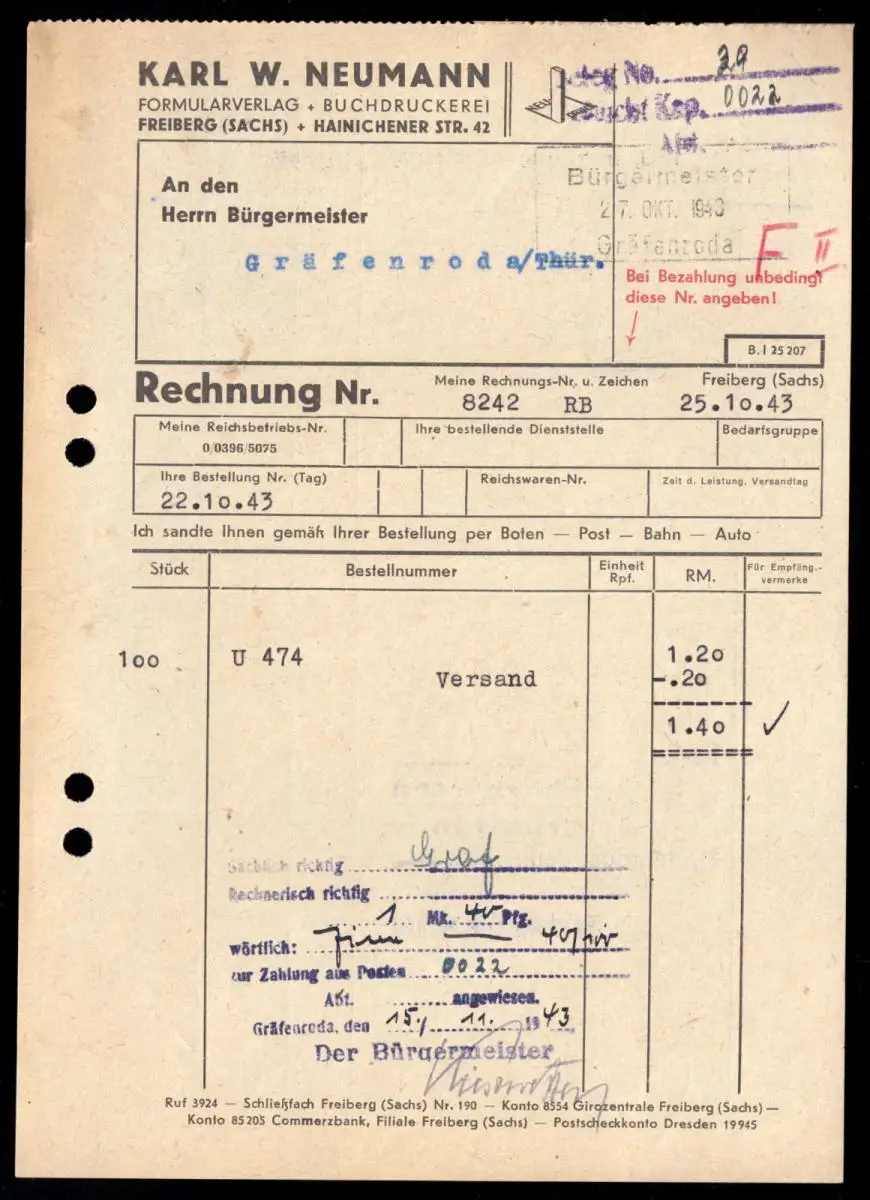 KARL W. NEUMANN
FORMULARVERLAG + BUCHDRUCKEREI
FREIBERG (SACHS) + HAINICHENER STR. 42
NEU
No. 29
Kap. 0022
Abt.
An den
Herrn Bürgermeister
Gräfenroda/Thür.
Bürgermeister
27. OKT. 1943
Gräfenroda
F II
Bei Bezahlung unbedingt
diese Nr. angeben!
B. I 25 207
Rechnung Nr.
Meine Rechnungs-Nr. u. Zeichen
8242 RB
Freiberg (Sachs)
25.10.43
Meine Reichsbetriebs-Nr.
0/0396/5075
Ihre bestellende Dienststelle
Bedarfsgruppe
Ihre Bestellung Nr. (Tag)
22.10.43
Reichswaren-Nr.
Zeit d. Leistung, Versandtag
Ich sandte Ihnen gemäß Ihrer Bestellung per Boten — Post — Bahn — Auto
Stück Bestellnummer Einheit Rpf. RM. Für Empfäng.-vermerke
100 U 474 1.20
Versand -.20
1.40 ✓
Sachlich richtig Graf
Rechnerisch richtig
1 Mk. 40 Pfg.
wörtlich:
zur Zahlung aus Posten 0022
Abt. angewiesen.
Gräfenroda, den 15. 11. 1943
Der Bürgermeister
Ruf 3924 — Schließfach Freiberg (Sachs) Nr. 190 — Konto 8554 Girozentrale Freiberg (Sachs) —
Konto 85205 Commerzbank, Filiale Freiberg (Sachs) — Postscheckkonto Dresden 19945